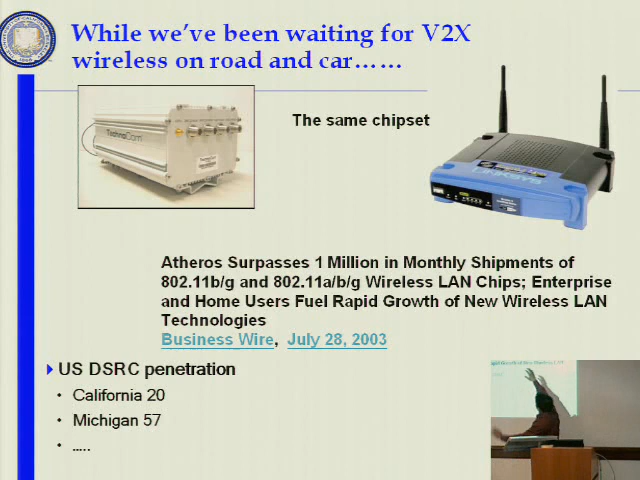 While we've been waiting for V2X
wireless on road and car……
TechnoCom
The same chipset
LINKSYS
Atheros Surpasses 1 Million in Monthly Shipments of
802.11b/g and 802.11a/b/g Wireless LAN Chips; Enterprise
and Home Users Fuel Rapid Growth of New Wireless LAN
Technologies
Business Wire, July 28, 2003
US DSRC penetration
• California 20
• Michigan 57
• …..